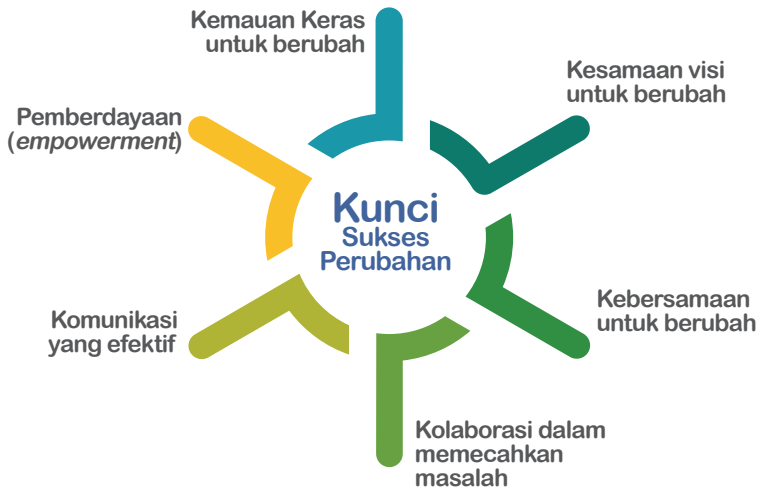 Kunci
Sukses
Perubahan
Kemauan Keras
untuk berubah
Kesamaan visi
untuk berubah
Kebersamaan
untuk berubah
Kolaborasi dalam
memecahkan
masalah
Komunikasi
yang efektif
Pemberdayaan
(empowerment)